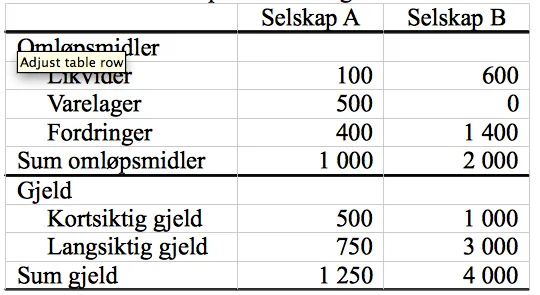 Selskap A Selskap B
Omløpsmidler
Adjust table row
Likvider 100 600
Varelager 500 0
Fordringer 400 1 400
Sum omløpsmidler 1 000 2 000
Gjeld
Kortsiktig gjeld 500 1 000
Langsiktig gjeld 750 3 000
Sum gjeld 1 250 4 000